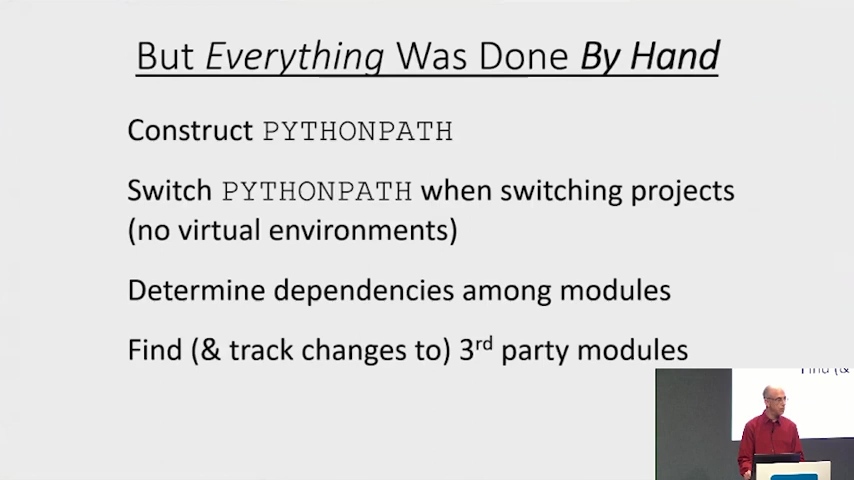 But Everything Was Done By Hand
Construct PYTHONPATH
Switch PYTHONPATH when switching projects
(no virtual environments)
Determine dependencies among modules
Find (& track changes to) 3rd party modules
Find (&